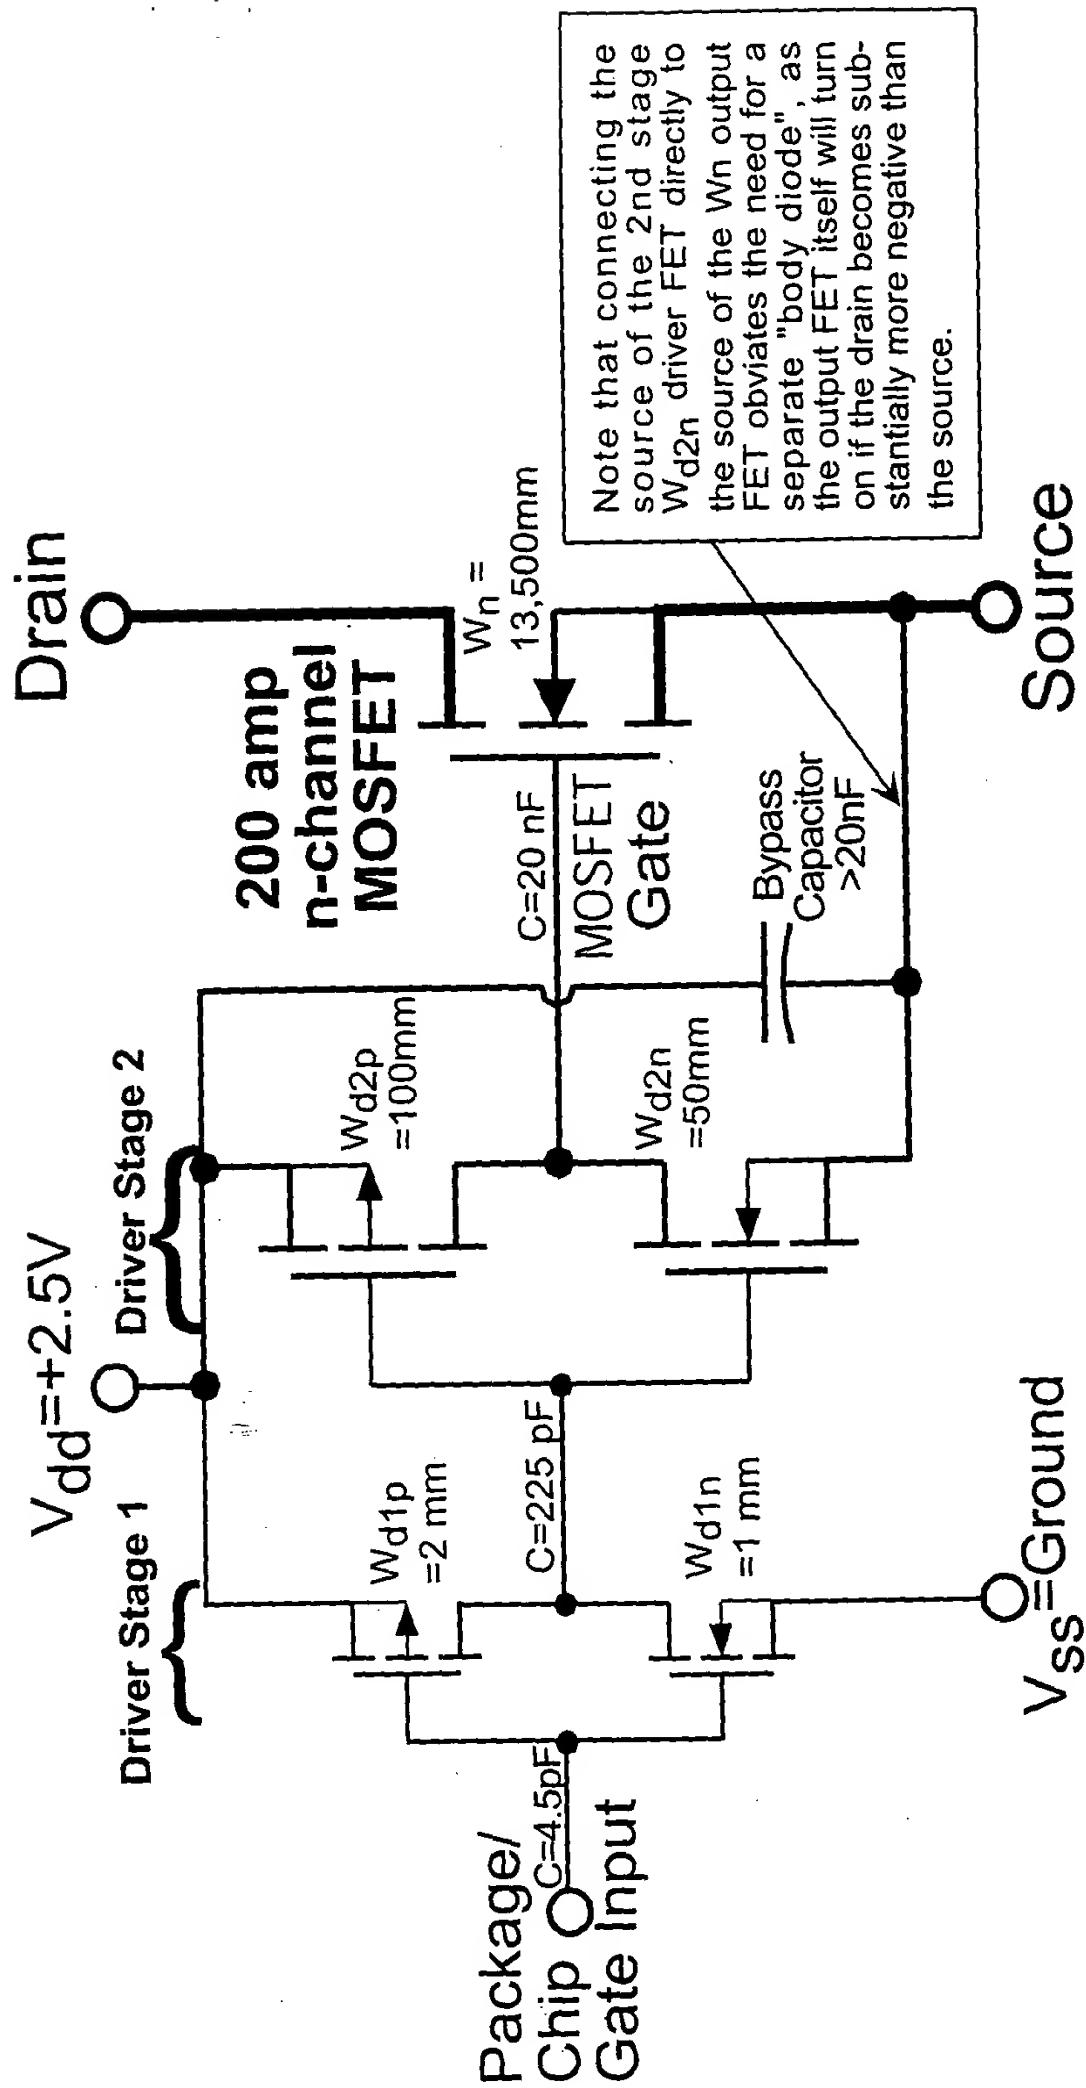 Package/
Chip
Gate Input
C=4.5pF
Driver Stage 1
Wd1p
=2 mm
C=225 pF
Wd1n
=1 mm
Vss=Ground
Vdd=+2.5V
Driver Stage 2
Wd2p
=100mm
Wd2n
=50mm
200 amp
n-channel
MOSFET
C=20 nF
MOSFET
Gate
Bypass
Capacitor
>20nF
Drain
Wn =
13,500mm
Source
Note that connecting the
source of the 2nd stage
Wd2n driver FET directly to
the source of the Wn output
FET obviates the need for a
separate "body diode", as
the output FET itself will turn
on if the drain becomes sub-
stantially more negative than
the source.